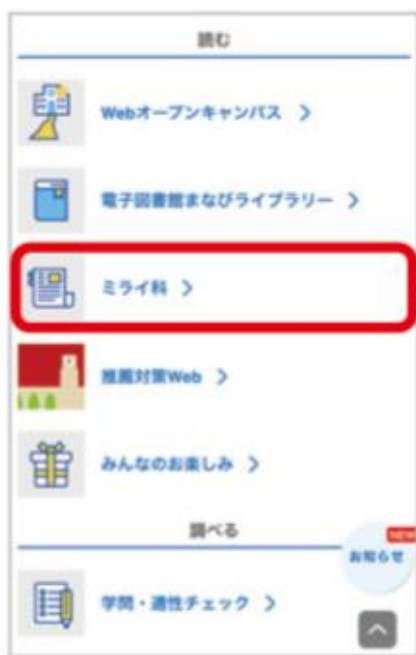 読む
Webオープンキャンパス
電子図書館まなびライブラリー
ミライ科
推薦対策Web
みんなのお楽しみ
調べる
NEW
お知らせ
学問・適性チェック